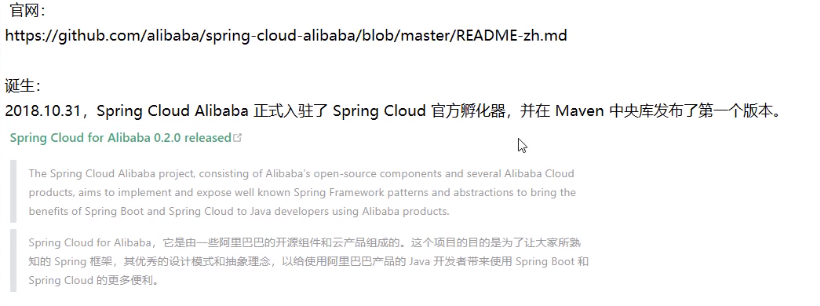 官网：
https://github.com/alibaba/spring-cloud-alibaba/blob/master/README-zh.md
诞生：
2018.10.31，Spring Cloud Alibaba 正式入驻了 Spring Cloud 官方孵化器，并在 Maven 中央库发布了第一个版本。
Spring Cloud for Alibaba 0.2.0 released
The Spring Cloud Alibaba project, consisting of Alibaba's open-source components and several Alibaba Cloud
products, aims to implement and expose well known Spring Framework patterns and abstractions to bring the
benefits of Spring Boot and Spring Cloud to Java developers using Alibaba products.
Spring Cloud for Alibaba，它是由一些阿里巴巴的开源组件和云产品组成的。这个项目的目的是为了让大家所熟
知的 Spring 框架，其优秀的设计模式和抽象理念，以给使用阿里巴巴产品的 Java 开发者带来使用 Spring Boot 和
Spring Cloud 的更多便利。